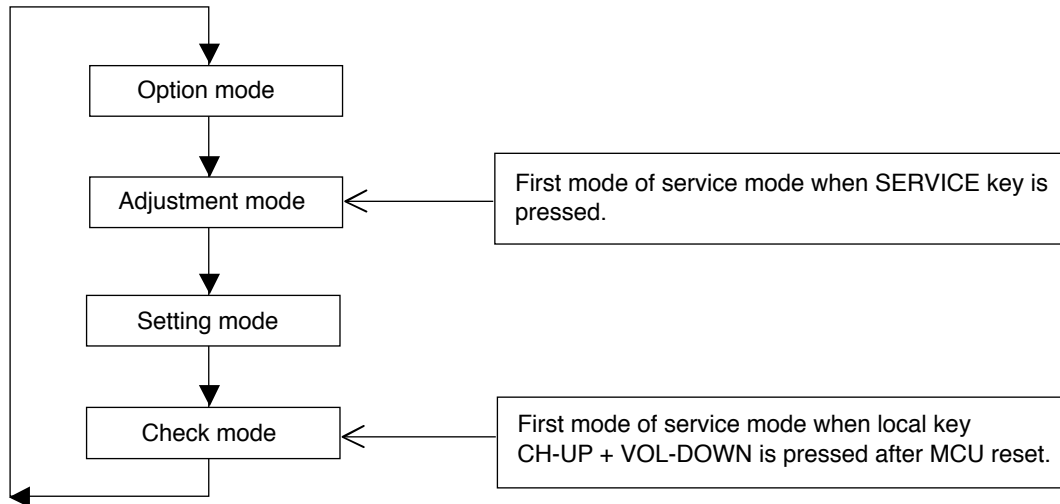 Option mode
Adjustment mode
First mode of service mode when SERVICE key is
pressed.
Setting mode
Check mode
First mode of service mode when local key
CH-UP + VOL-DOWN is pressed after MCU reset.